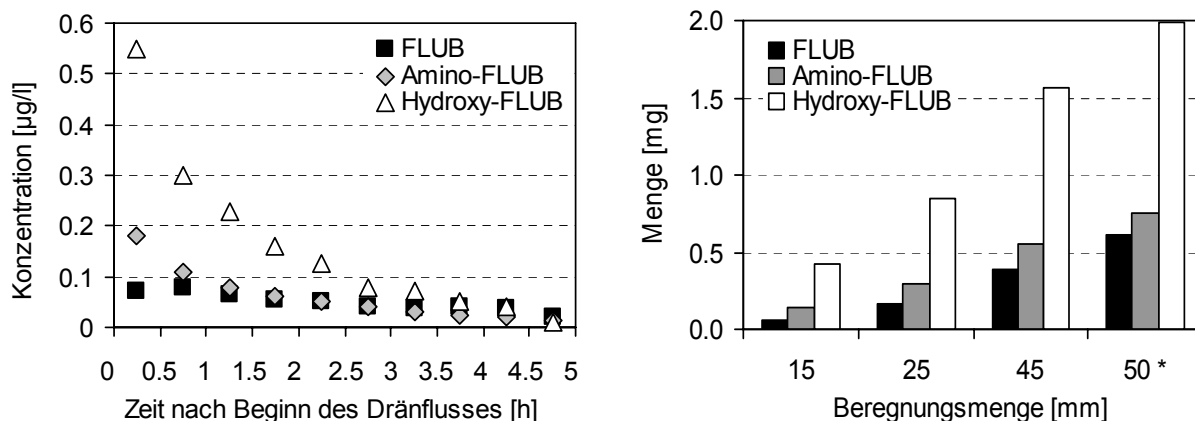 0.6
0.5
0.4
0.3
0.2
0.1
0
Konzentration [µg/l]
FLUB
Amino-FLUB
Hydroxy-FLUB
0 0.5 1 1.5 2 2.5 3 3.5 4 4.5 5
Zeit nach Beginn des Dränflusses [h]
2.0
1.5
1.0
0.5
0.0
Menge [mg]
FLUB
Amino-FLUB
Hydroxy-FLUB
15 25 45 50 *
Beregnungsmenge [mm]